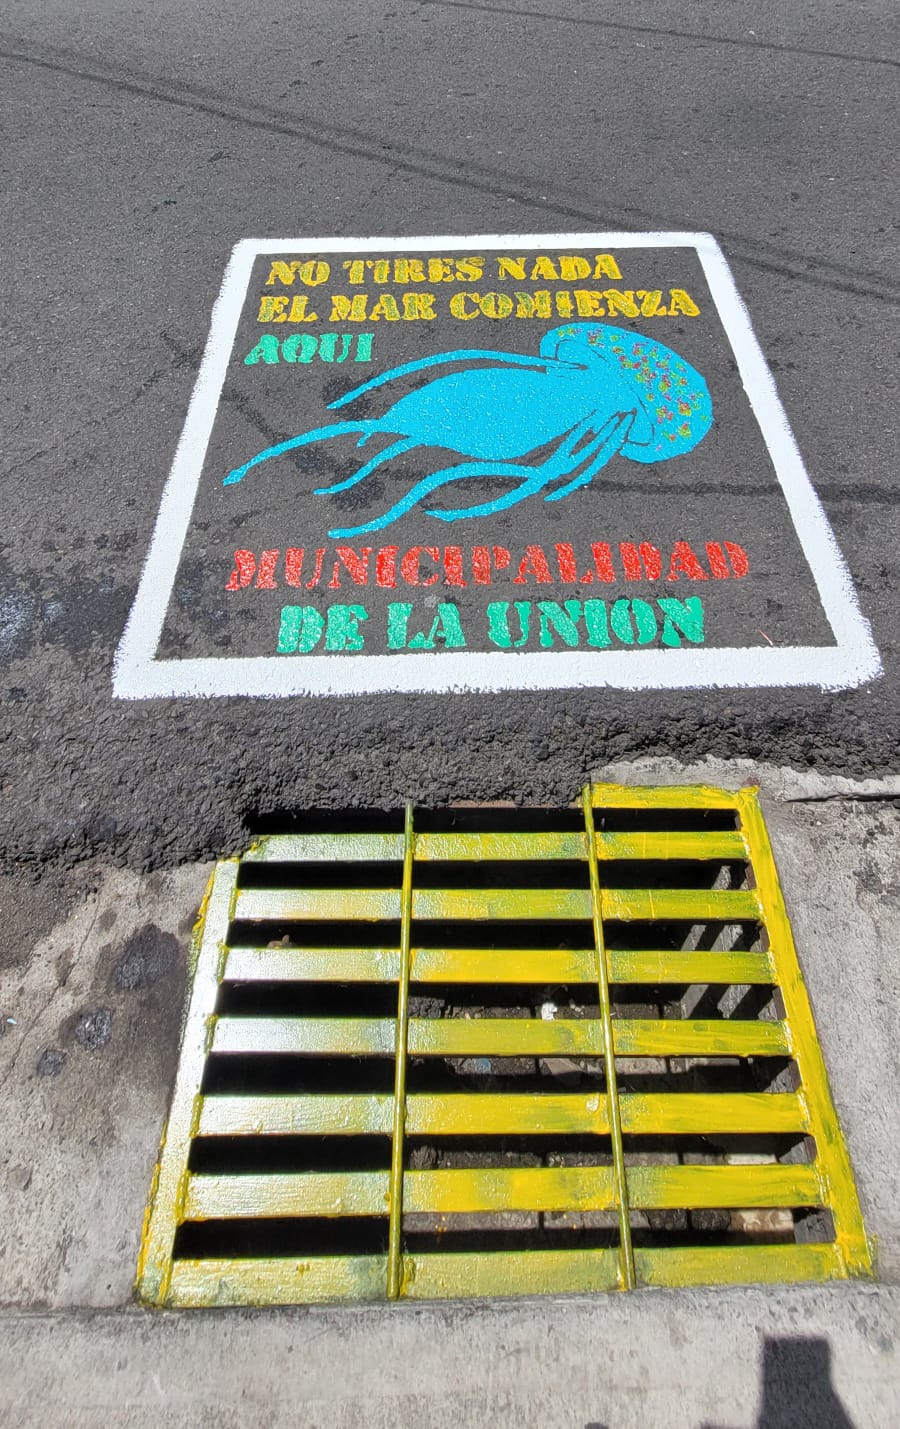 NO TIRES NADA
EL MAR COMIENZA
AQUI
MUNICIPALIDAD
DE LA UNION